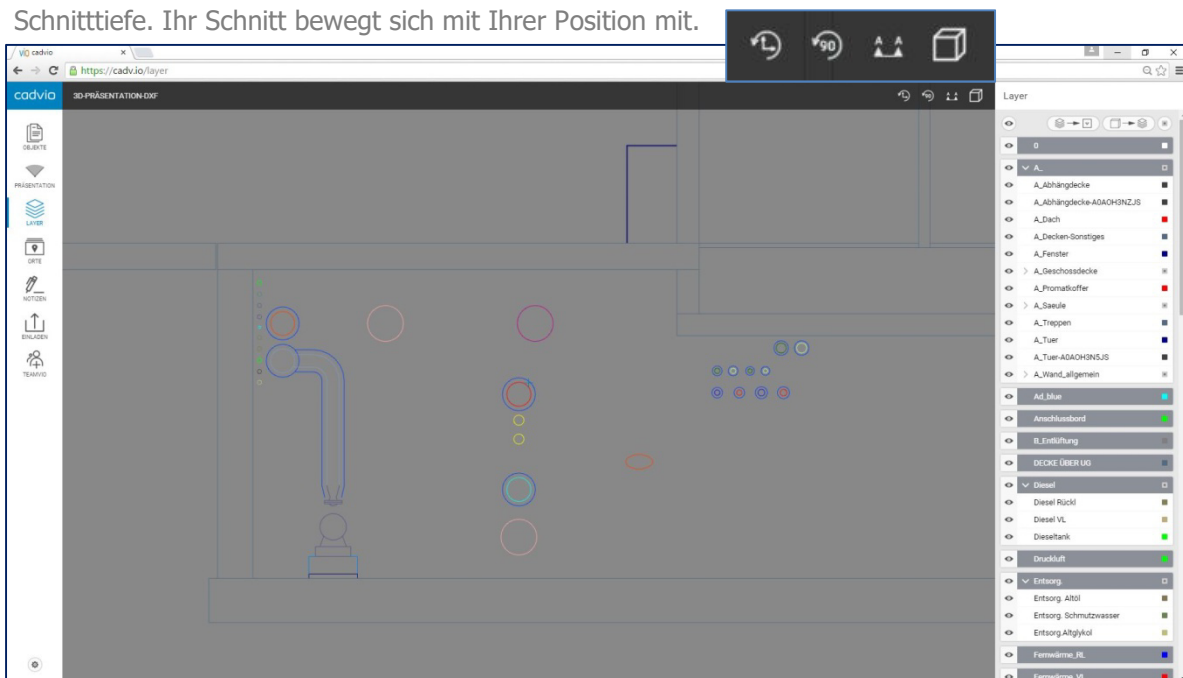 Schnitttiefe. Ihr Schnitt bewegt sich mit Ihrer Position mit.
90 A A
cadvio
https://cadv.io/layer
cadvio 3D-PRÄSENTATION-DXF 90
Layer
OBJEKTE
PRÄSENTATION
LAYER
ORTE
NOTIZEN
EINLADEN
TEAMVIO
0
A_
A_Abhängdecke
A_Abhängdecke-A0AOH3NZJS
A_Dach
A_Decken-Sonstiges
A_Fenster
A_Geschossdecke
A_Promatkoffer
A_Saeule
A_Treppen
A_Tuer
A_Tuer-A0AOH3N5JS
A_Wand_allgemein
Ad_blue
Anschlussbord
B_Entlüftung
DECKE ÜBER UG
Diesel
Diesel Rückl
Diesel VL
Dieseltank
Druckluft
Entsorg.
Entsorg. Altöl
Entsorg. Schmutzwasser
Entsorg.Altglykol
Fernwärme_RL
Fernwärme_VL